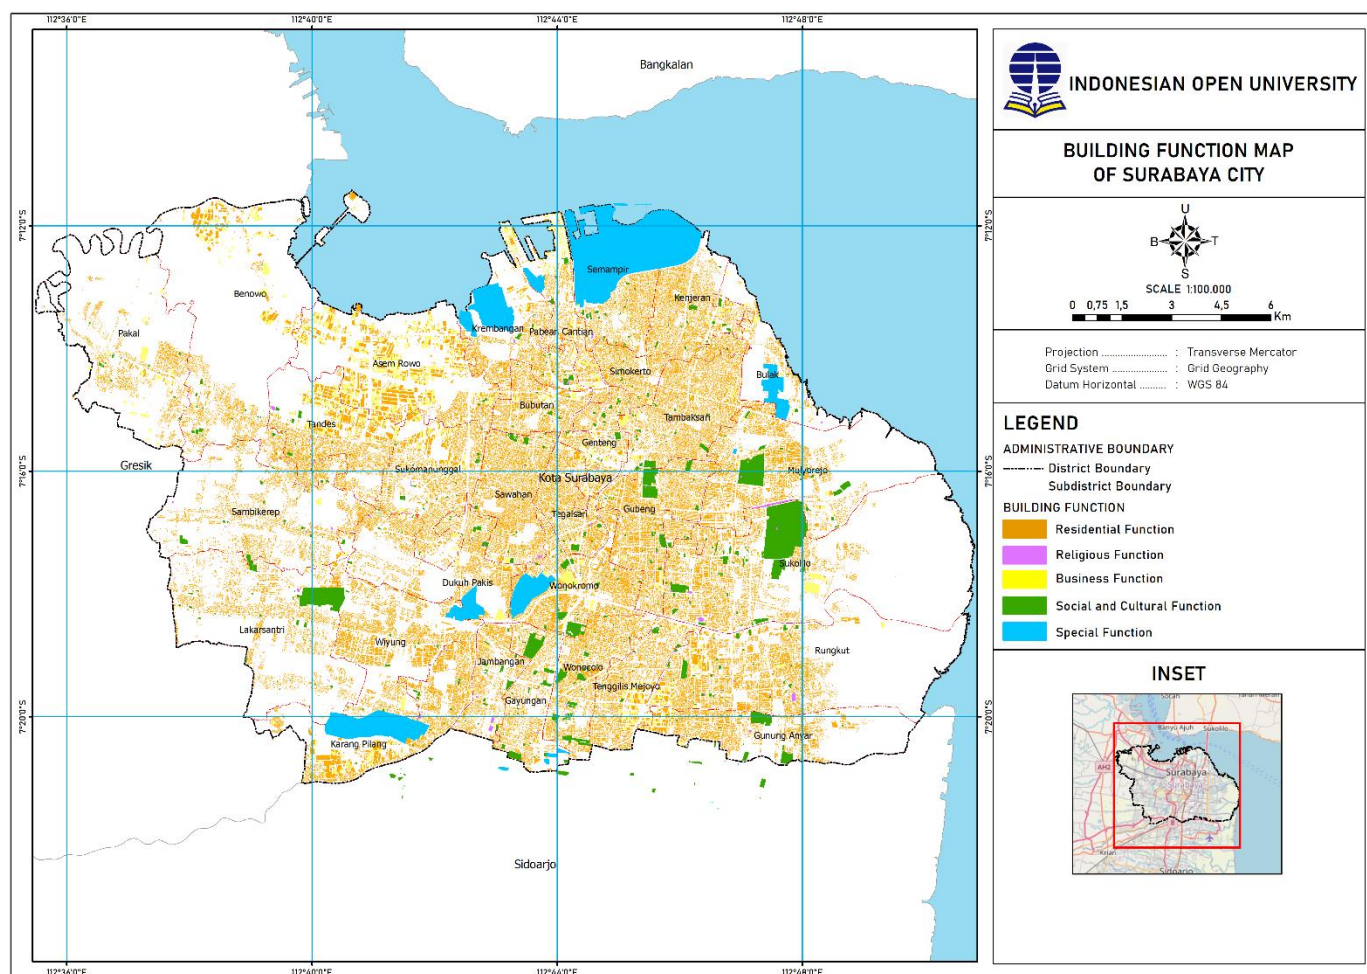 112°36'0"E 112°40'0"E 112°44'0"E 112°48'0"E
Bangkalan
7°12'0"S 7°12'0"S
Semampir
Benowo
Kenjeran
Krembangan
Pabean Cantian
Pakal
Asem Rowo
Simokerto
Bulak
Bubutan
Tambaksari
Tandes
Genteng
Gresik
Sukomanunggal
Mulyorejo
7°16'0"S 7°16'0"S
Kota Surabaya
Sawahan
Sambikerep
Tegalsari
Gubeng
Sukolilo
Dukuh Pakis
Wonokromo
Lakarsantri
Wiyung
Rungkut
Jambangan
Wonocolo
Tenggilis Mejoyo
Gayungan
7°20'0"S 7°20'0"S
Gunung Anyar
Karang Pilang
Sidoarjo
112°36'0"E 112°40'0"E 112°44'0"E 112°48'0"E
INDONESIAN OPEN UNIVERSITY
BUILDING FUNCTION MAP
OF SURABAYA CITY
U
B T
S
SCALE 1:100.000
0 0,75 1,5 3 4,5 6
Km
Projection ........................ : Transverse Mercator
Grid System .................... : Grid Geography
Datum Horizontal ......... : WGS 84
LEGEND
ADMINISTRATIVE BOUNDARY
District Boundary
Subdistrict Boundary
BUILDING FUNCTION
Residential Function
Religious Function
Business Function
Social and Cultural Function
Special Function
INSET
Socah
Banyu Ajuh Sukolilo
AH2
Surabaya
Surabaya
Sidoarjo